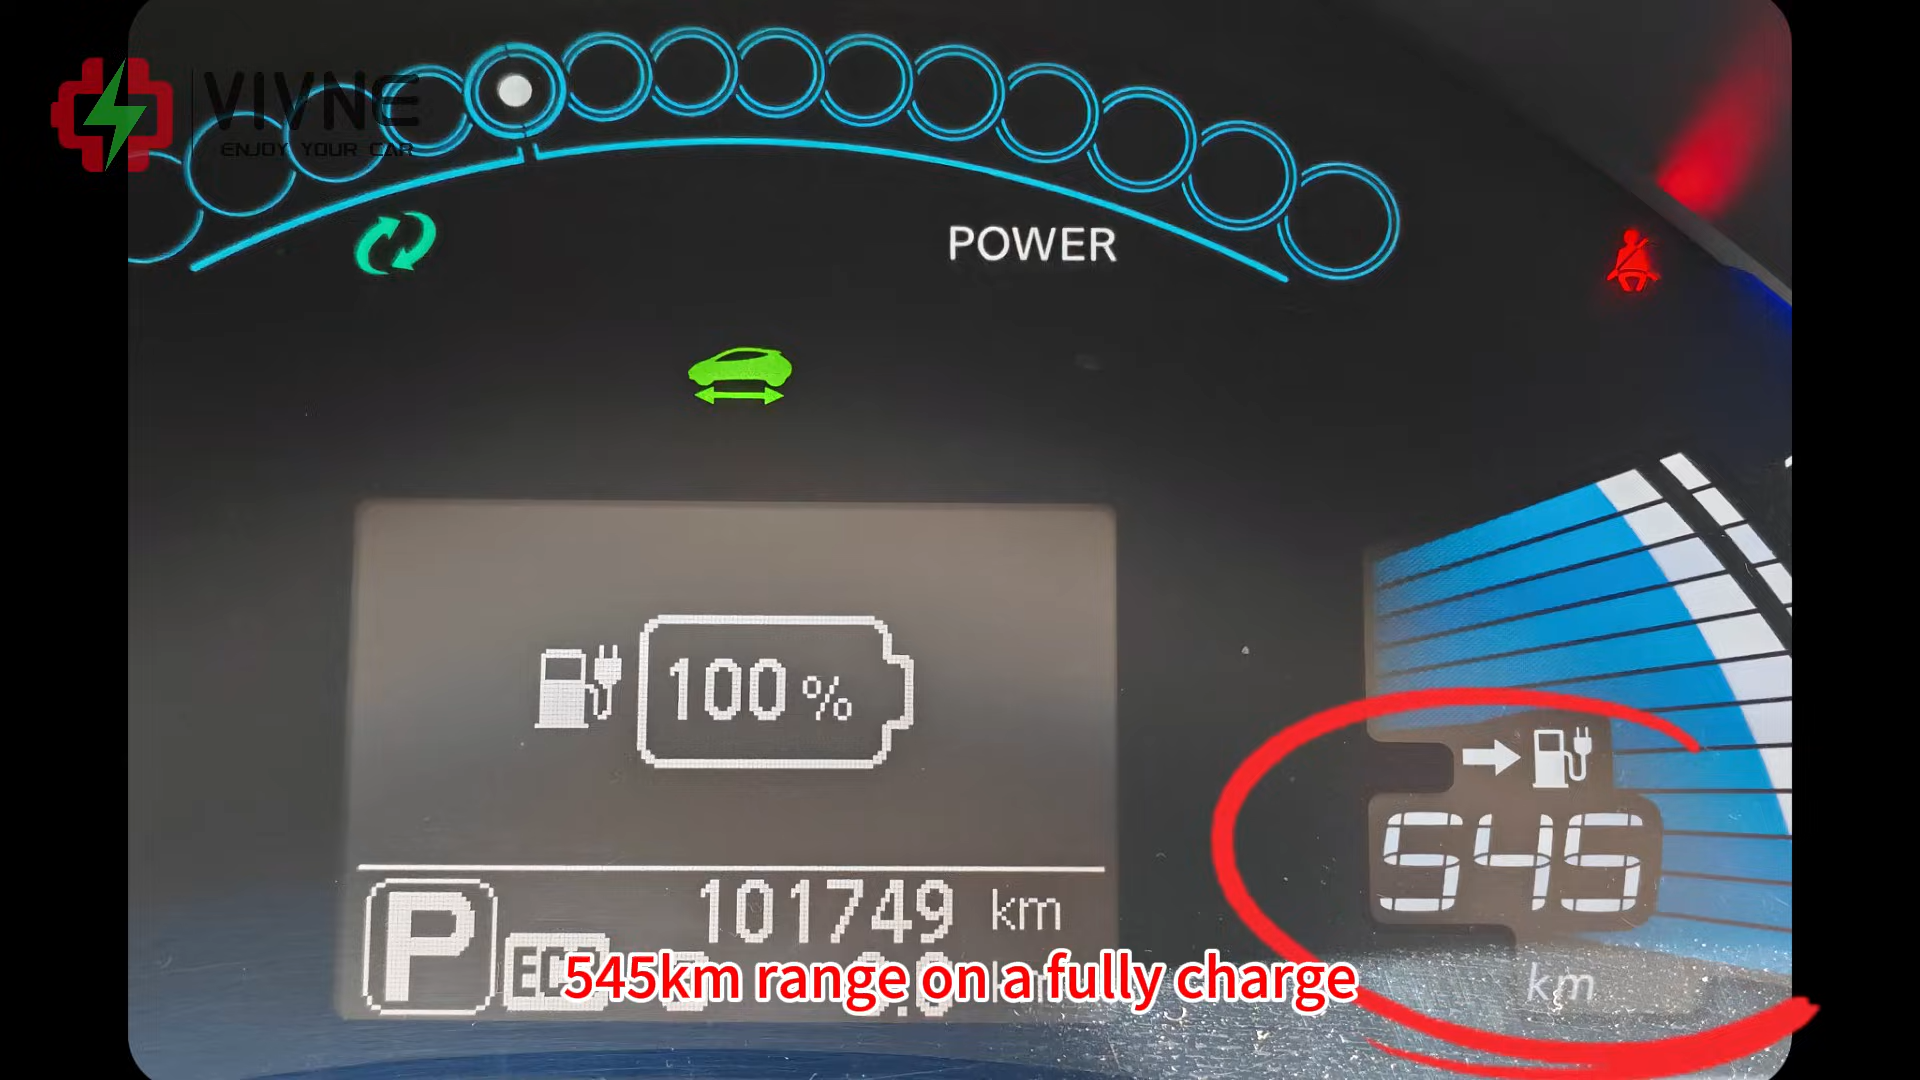 VIVNE
ENJOY YOUR CAR
POWER
100 %
545
P
101749 km
km
545km range on a fully charge